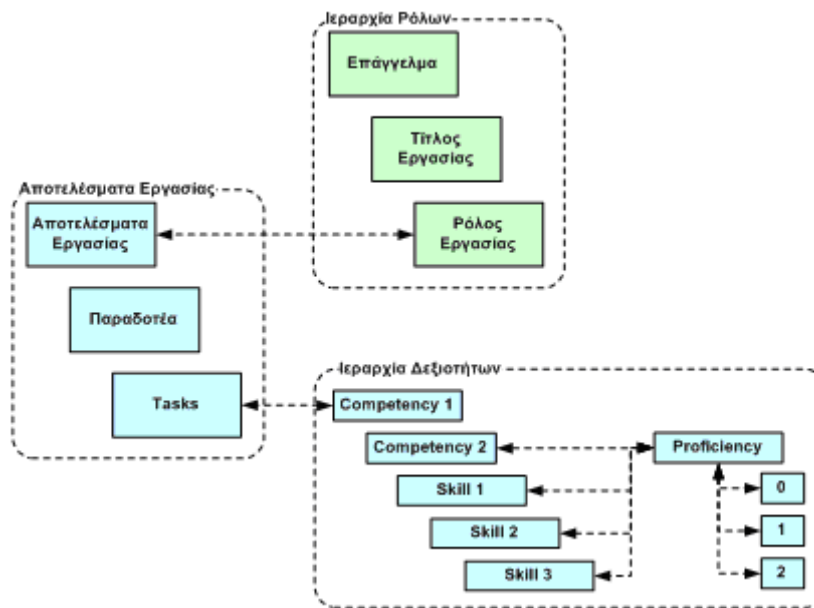 Ιεραρχία Ρόλων
Επάγγελμα
Τίτλος
Εργασίας
Ρόλος
Εργασίας
Αποτελέσματα Εργασίας
Αποτελέσματα
Εργασίας
Παραδοτέα
Tasks
Ιεραρχία Δεξιοτήτων
Competency 1
Competency 2
Skill 1
Skill 2
Skill 3
Proficiency
0
1
2